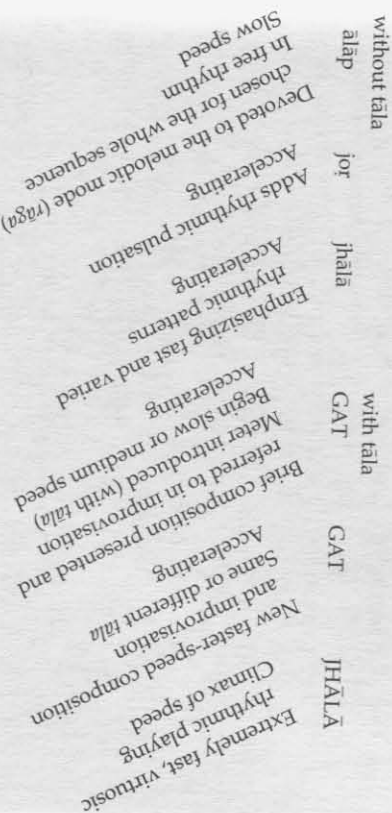 without tāla
ālāp
Devoted to the melodic mode (rāga)
chosen for the whole sequence
In free rhythm
Slow speed
joṛ
Adds rhythmic pulsation
Accelerating
jhālā
Emphasizing fast and varied
rhythmic patterns
Accelerating
with tāla
GAT
Brief composition presented and
referred to in improvisation
Meter introduced (with tāla)
Begin slow or medium speed
Accelerating
GAT
New faster-speed composition
and improvisation
Same or different tāla
Accelerating
JHĀLĀ
Extremely fast, virtuosic
rhythmic playing
Climax of speed